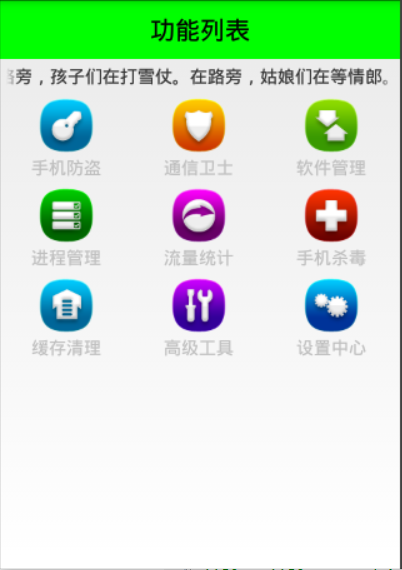 功能列表
旁，孩子们在打雪仗。在路旁，姑娘们在等情郎。
手机防盗 通信卫士 软件管理
进程管理 流量统计 手机杀毒
缓存清理 高级工具 设置中心